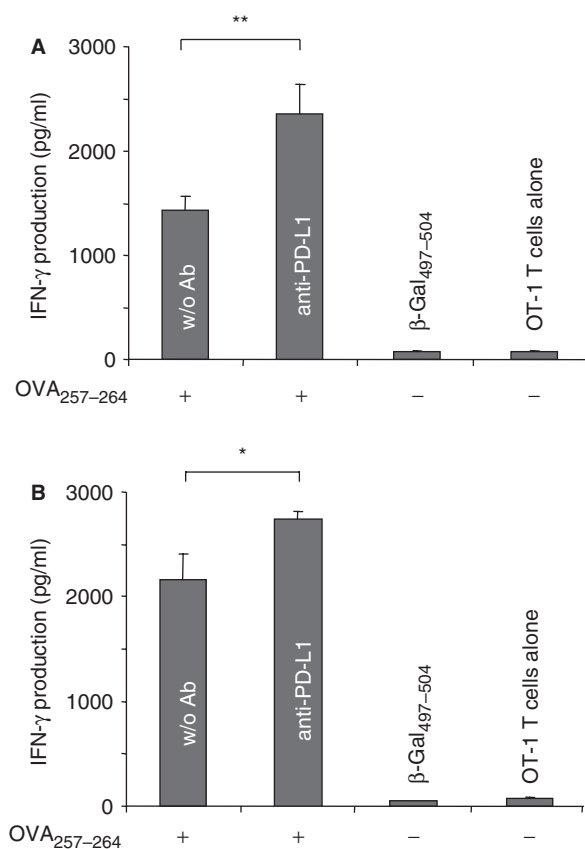 A
**
IFN-γ production (pg/ml)
3000
2000
1000
0
w/o Ab
anti-PD-L1
β-Gal497–504
OT-1 T cells alone
OVA257–264 + + – –
B
*
IFN-γ production (pg/ml)
3000
2000
1000
0
w/o Ab
anti-PD-L1
β-Gal497–504
OT-1 T cells alone
OVA257–264 + + – –